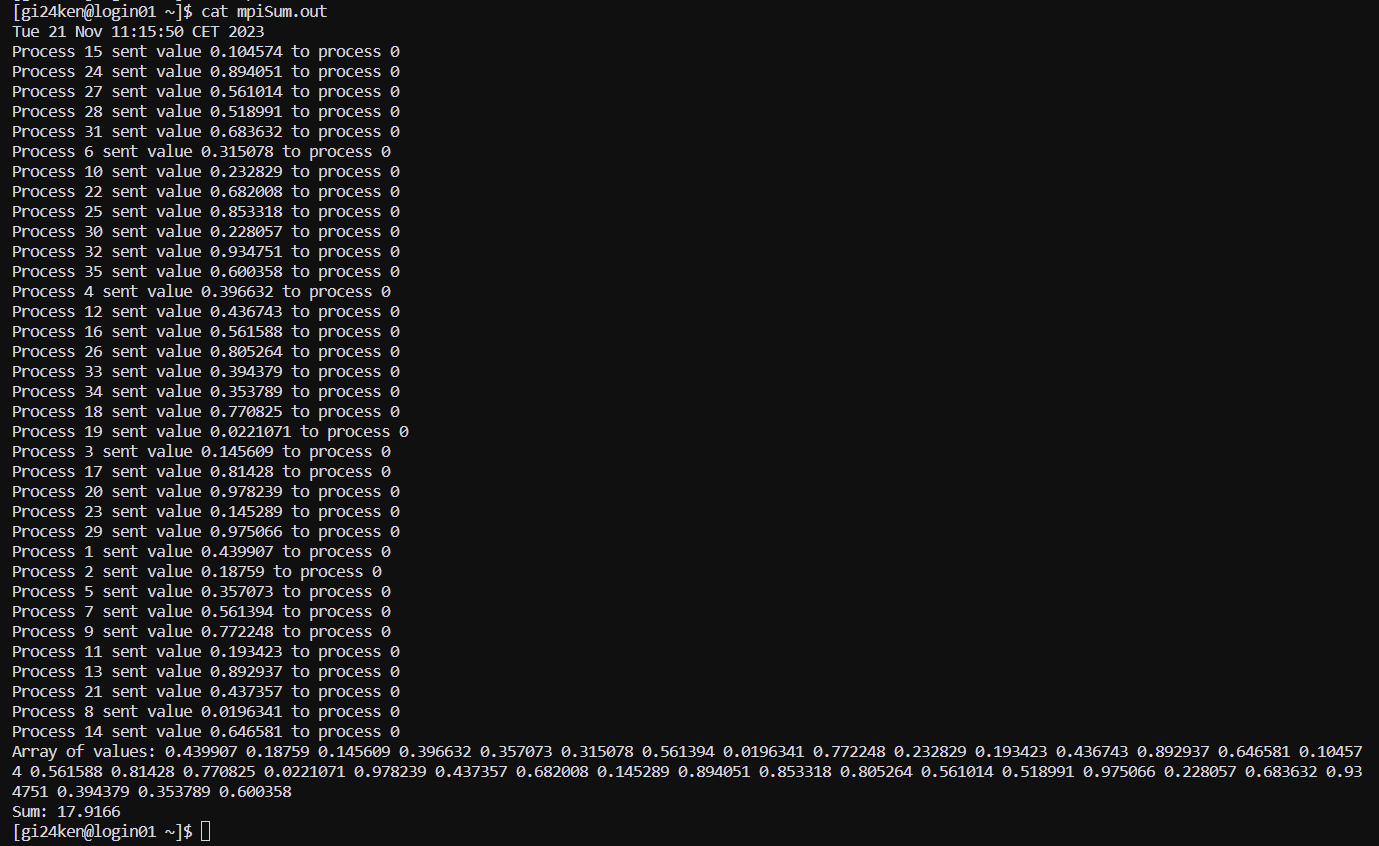 [gi24ken@login01 ~]$ cat mpiSum.out
Tue 21 Nov 11:15:50 CET 2023
Process 15 sent value 0.104574 to process 0
Process 24 sent value 0.894051 to process 0
Process 27 sent value 0.561014 to process 0
Process 28 sent value 0.518991 to process 0
Process 31 sent value 0.683632 to process 0
Process 6 sent value 0.315078 to process 0
Process 10 sent value 0.232829 to process 0
Process 22 sent value 0.682008 to process 0
Process 25 sent value 0.853318 to process 0
Process 30 sent value 0.228057 to process 0
Process 32 sent value 0.934751 to process 0
Process 35 sent value 0.600358 to process 0
Process 4 sent value 0.396632 to process 0
Process 12 sent value 0.436743 to process 0
Process 16 sent value 0.561588 to process 0
Process 26 sent value 0.805264 to process 0
Process 33 sent value 0.394379 to process 0
Process 34 sent value 0.353789 to process 0
Process 18 sent value 0.770825 to process 0
Process 19 sent value 0.0221071 to process 0
Process 3 sent value 0.145609 to process 0
Process 17 sent value 0.81428 to process 0
Process 20 sent value 0.978239 to process 0
Process 23 sent value 0.145289 to process 0
Process 29 sent value 0.975066 to process 0
Process 1 sent value 0.439907 to process 0
Process 2 sent value 0.18759 to process 0
Process 5 sent value 0.357073 to process 0
Process 7 sent value 0.561394 to process 0
Process 9 sent value 0.772248 to process 0
Process 11 sent value 0.193423 to process 0
Process 13 sent value 0.892937 to process 0
Process 21 sent value 0.437357 to process 0
Process 8 sent value 0.0196341 to process 0
Process 14 sent value 0.646581 to process 0
Array of values: 0.439907 0.18759 0.145609 0.396632 0.357073 0.315078 0.561394 0.0196341 0.772248 0.232829 0.193423 0.436743 0.892937 0.646581 0.10457
4 0.561588 0.81428 0.770825 0.0221071 0.978239 0.437357 0.682008 0.145289 0.894051 0.853318 0.805264 0.561014 0.518991 0.975066 0.228057 0.683632 0.93
4751 0.394379 0.353789 0.600358
Sum: 17.9166
[gi24ken@login01 ~]$